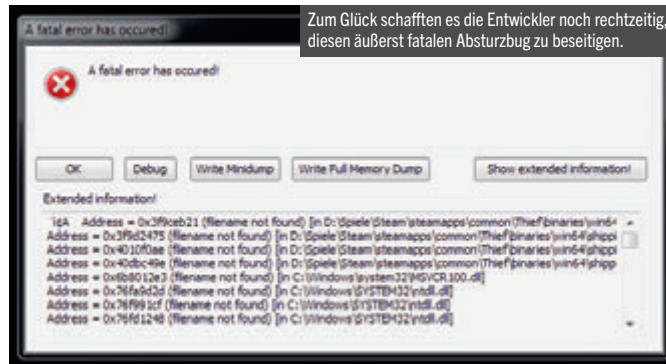 A fatal error has occured!
Zum Glück schafften es die Entwickler noch rechtzeitig,
diesen äußerst fatalen Absturzbug zu beseitigen.
A fatal error has occured!
OK Debug Write Minidump Write Full Memory Dump Show extended information!
Extended information!
Address = 0x3f9ceb21 (filename not found) [in D:\Spiele\Steam\steamapps\common\Thief\binaries\win64
Address = 0x3f9d2475 (filename not found) [in D:\Spiele\Steam\steamapps\common\Thief\binaries\win64\shippi
Address = 0x4010f0ae (filename not found) [in D:\Spiele\Steam\steamapps\common\Thief\binaries\win64\shippi
Address = 0x40dbc49e (filename not found) [in D:\Spiele\Steam\steamapps\common\Thief\binaries\win64\shippi
Address = 0x6b8012e3 (filename not found) [in C:\Windows\system32\MSVCR100.dll]
Address = 0x76fa9d2d (filename not found) [in C:\Windows\SYSTEM32\ntdll.dll]
Address = 0x76f991cf (filename not found) [in C:\Windows\SYSTEM32\ntdll.dll]
Address = 0x76fd1248 (filename not found) [in C:\Windows\SYSTEM32\ntdll.dll]